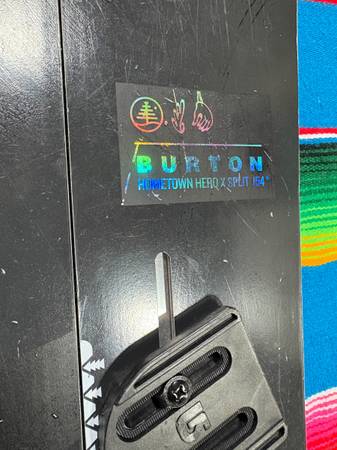 BURTON
HOMETOWN HERO X SPLIT 154
G